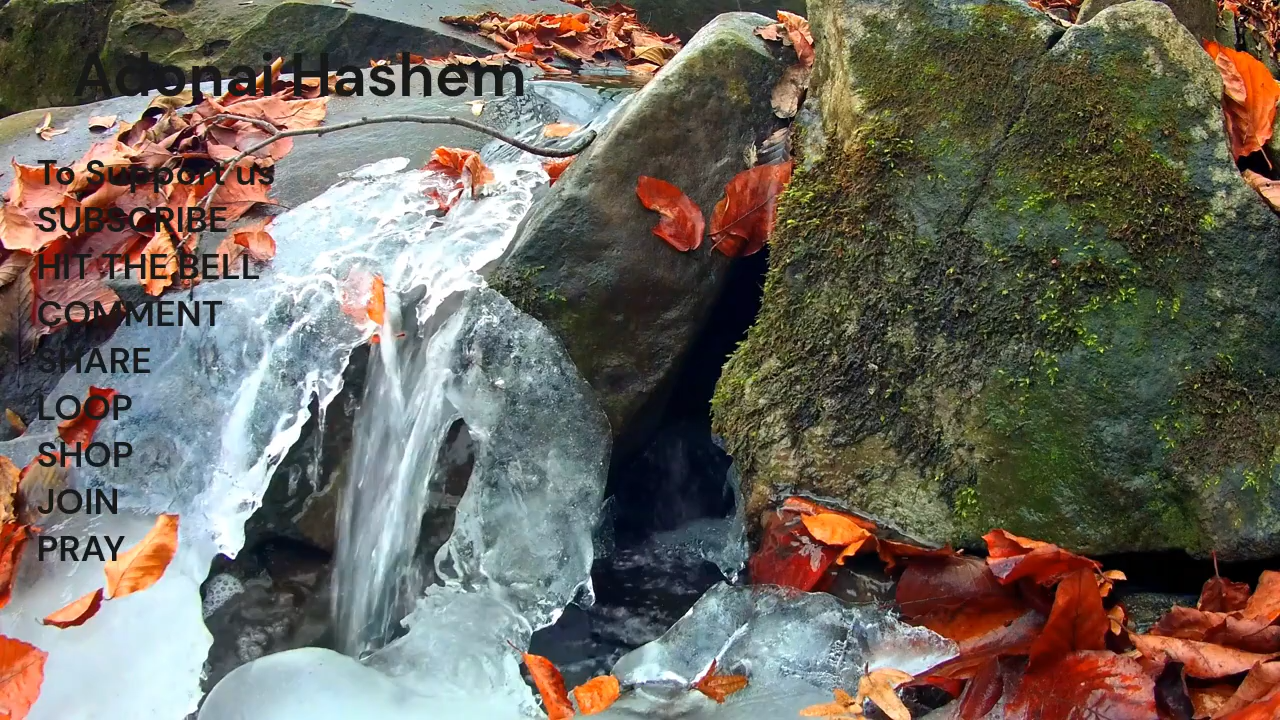 Adonai Hashem
To Support us
SUBSCRIBE
HIT THE BELL
COMMENT
SHARE
LOOP
SHOP
JOIN
PRAY